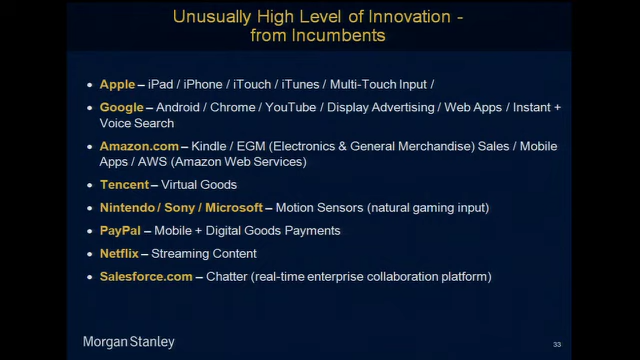 Unusually High Level of Innovation -
from Incumbents
• Apple – iPad / iPhone / iTouch / iTunes / Multi-Touch Input /
• Google – Android / Chrome / YouTube / Display Advertising / Web Apps / Instant +
Voice Search
• Amazon.com – Kindle / EGM (Electronics & General Merchandise) Sales / Mobile
Apps / AWS (Amazon Web Services)
• Tencent – Virtual Goods
• Nintendo / Sony / Microsoft – Motion Sensors (natural gaming input)
• PayPal – Mobile + Digital Goods Payments
• Netflix – Streaming Content
• Salesforce.com – Chatter (real-time enterprise collaboration platform)
Morgan Stanley
33